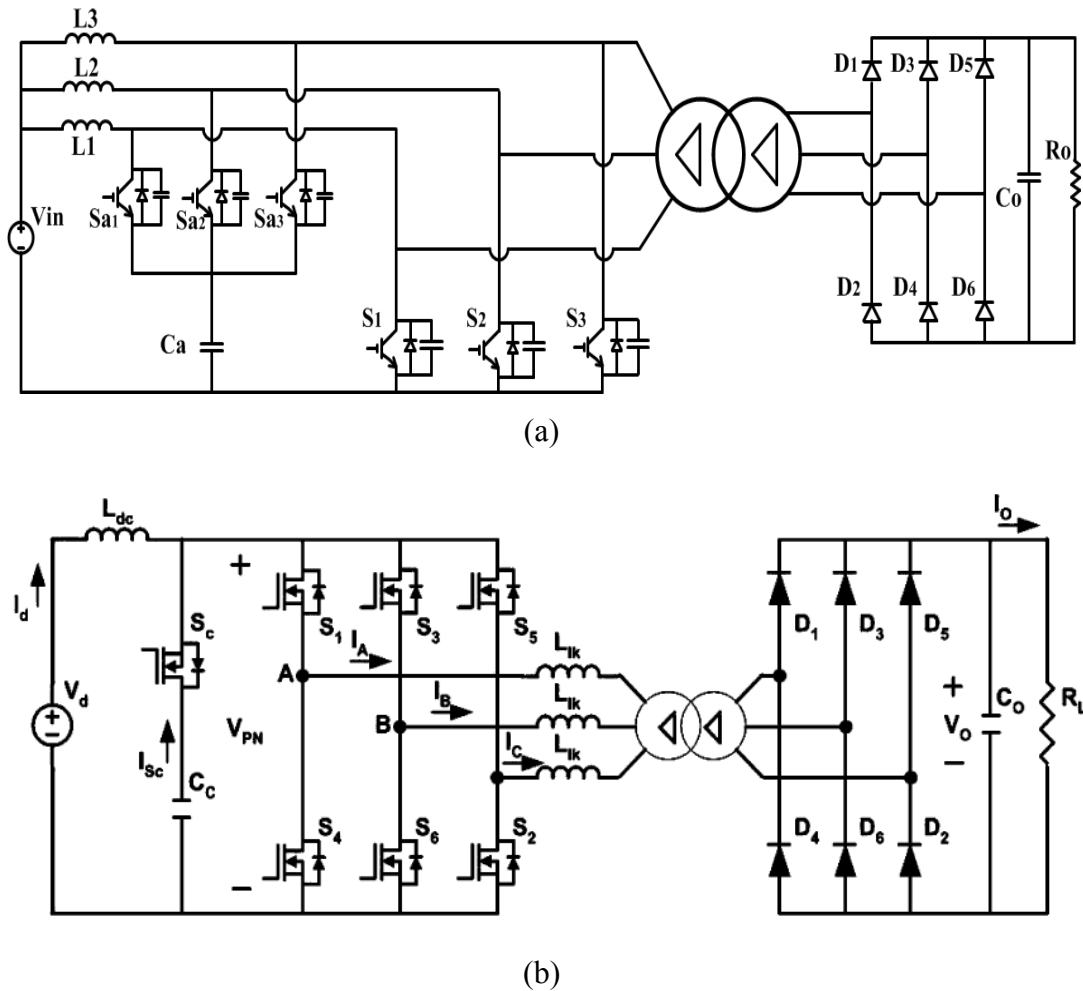 L3
L2
L1
D1 D3 D5
Sa1 Sa2 Sa3
Vin
Co
Ro
Ca
S1 S2 S3
D2 D4 D6
(a)
Ldc
IO
+
Id
Sc
S1 S3 S5
D1 D3 D5
IA
Llk
A
Vd
VPN
IB
Llk
B
+
VO
CO
RL
-
ISc
CC
IC
Llk
S4 S6 S2
D4 D6 D2
-
(b)